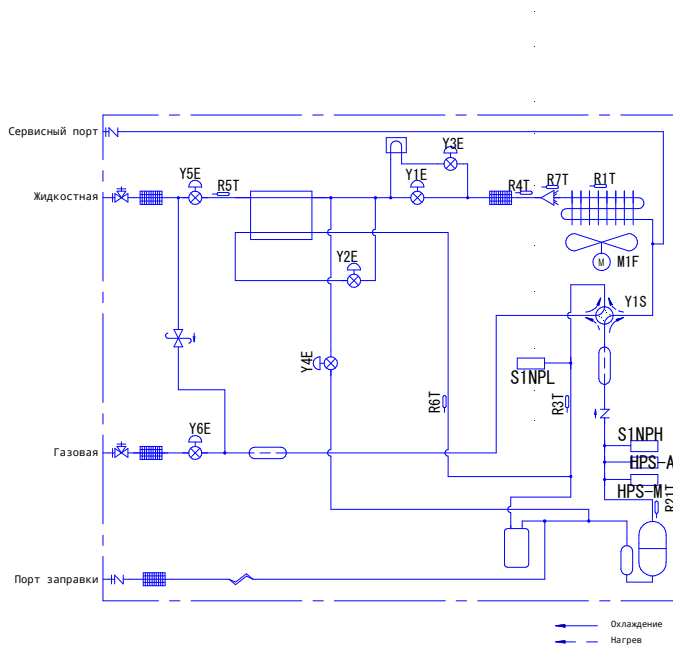 Сервисный порт
Y3E
Y5E
Y1E
R7T
R1T
R5T
R4T
Жидкостная
Y2E
M
M1F
Y1S
Y4E
S1NPL
R6T
R3T
Y6E
S1NPH
Газовая
HPS-A
HPS-M
R21T
Порт заправки
Охлаждение
Нагрев